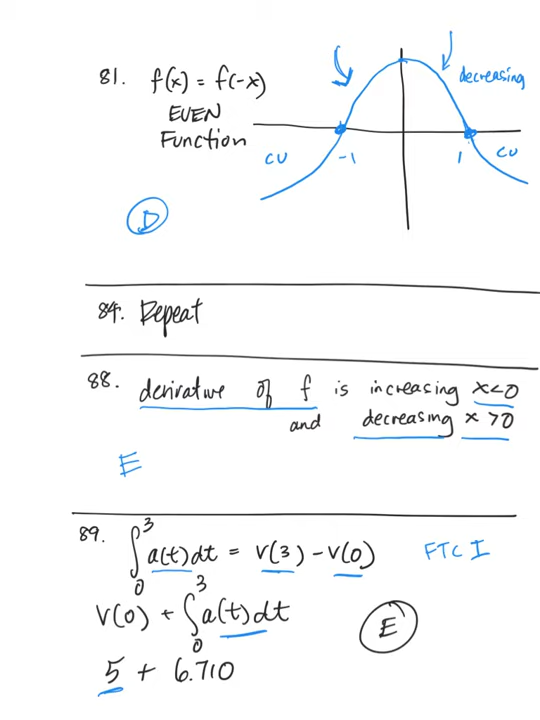 81. f(x) = f(-x)
EVEN
Function
decreasing
CU
-1
1
CU
D
84. Repeat
88. derivative of f is increasing x<0
and decreasing x >0
E
89. ∫₀³ a(t)dt = V(3) - V(0) FTC I
V(0) + ∫₀³ a(t)dt
E
5 + 6.710